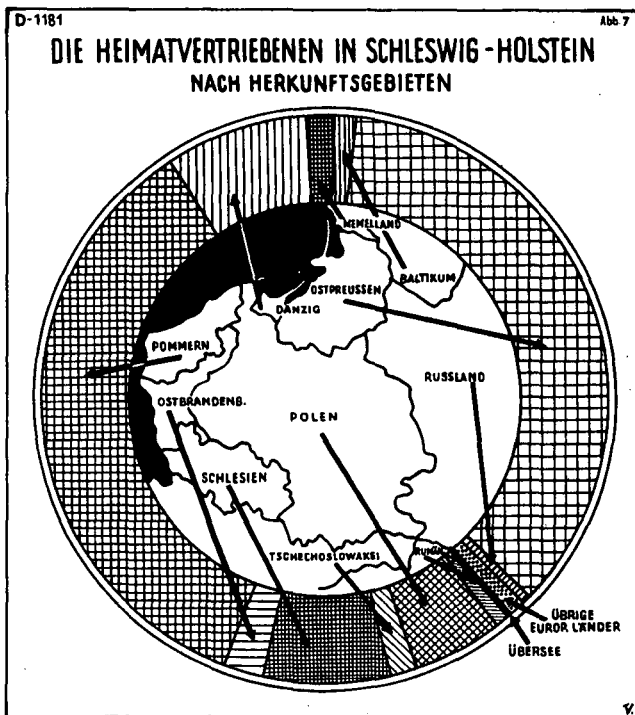 D-1181
Abb. 7
DIE HEIMATVERTRIEBENEN IN SCHLESWIG-HOLSTEIN
NACH HERKUNFTSGEBIETEN
MEMELLAND
BALTIKUM
OSTPREUSSEN
DANZIG
POMMERN
RUSSLAND
OSTBRANDENB.
POLEN
SCHLESIEN
TSCHECHOSLOWAKEI
ÜBRIGE
EUROP. LÄNDER
ÜBERSEE